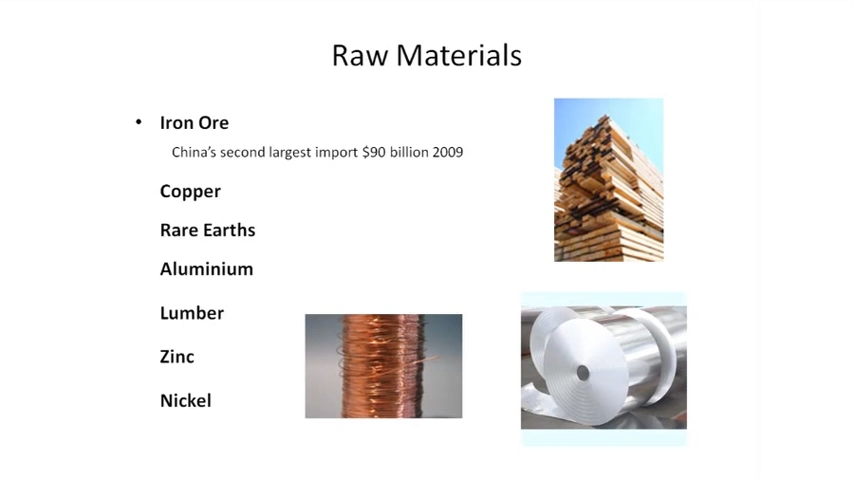 Raw Materials
• Iron Ore
China's second largest import $90 billion 2009
Copper
Rare Earths
Aluminium
Lumber
Zinc
Nickel